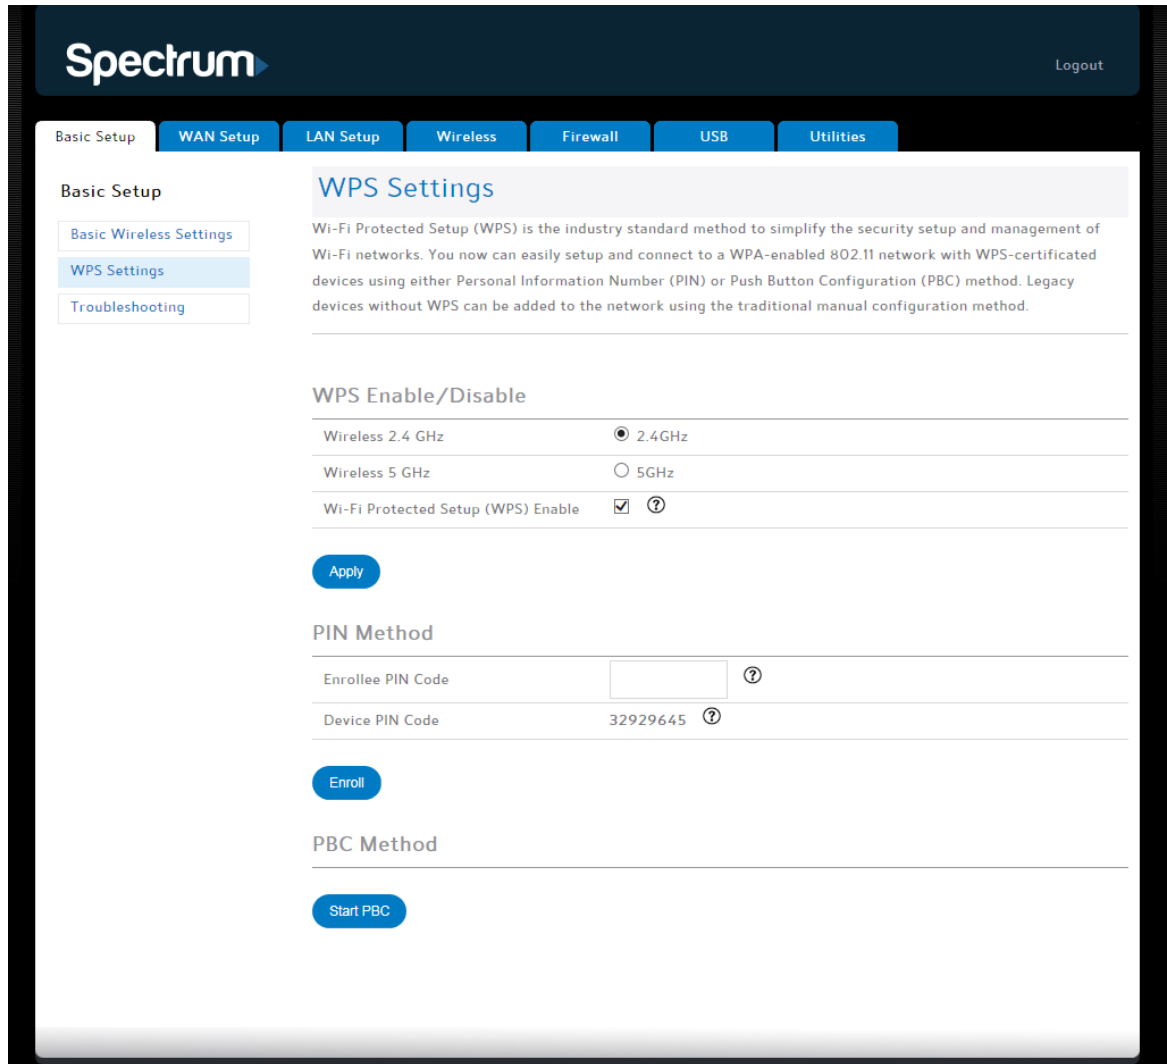 Spectrum
Logout
Basic Setup
WAN Setup
LAN Setup
Wireless
Firewall
USB
Utilities
Basic Setup
Basic Wireless Settings
WPS Settings
Troubleshooting
WPS Settings
Wi-Fi Protected Setup (WPS) is the industry standard method to simplify the security setup and management of
Wi-Fi networks. You now can easily setup and connect to a WPA-enabled 802.11 network with WPS-certificated
devices using either Personal Information Number (PIN) or Push Button Configuration (PBC) method. Legacy
devices without WPS can be added to the network using the traditional manual configuration method.
WPS Enable/Disable
Wireless 2.4 GHz 2.4GHz
Wireless 5 GHz 5GHz
Wi-Fi Protected Setup (WPS) Enable ?
Apply
PIN Method
Enrollee PIN Code ?
Device PIN Code 32929645 ?
Enroll
PBC Method
Start PBC